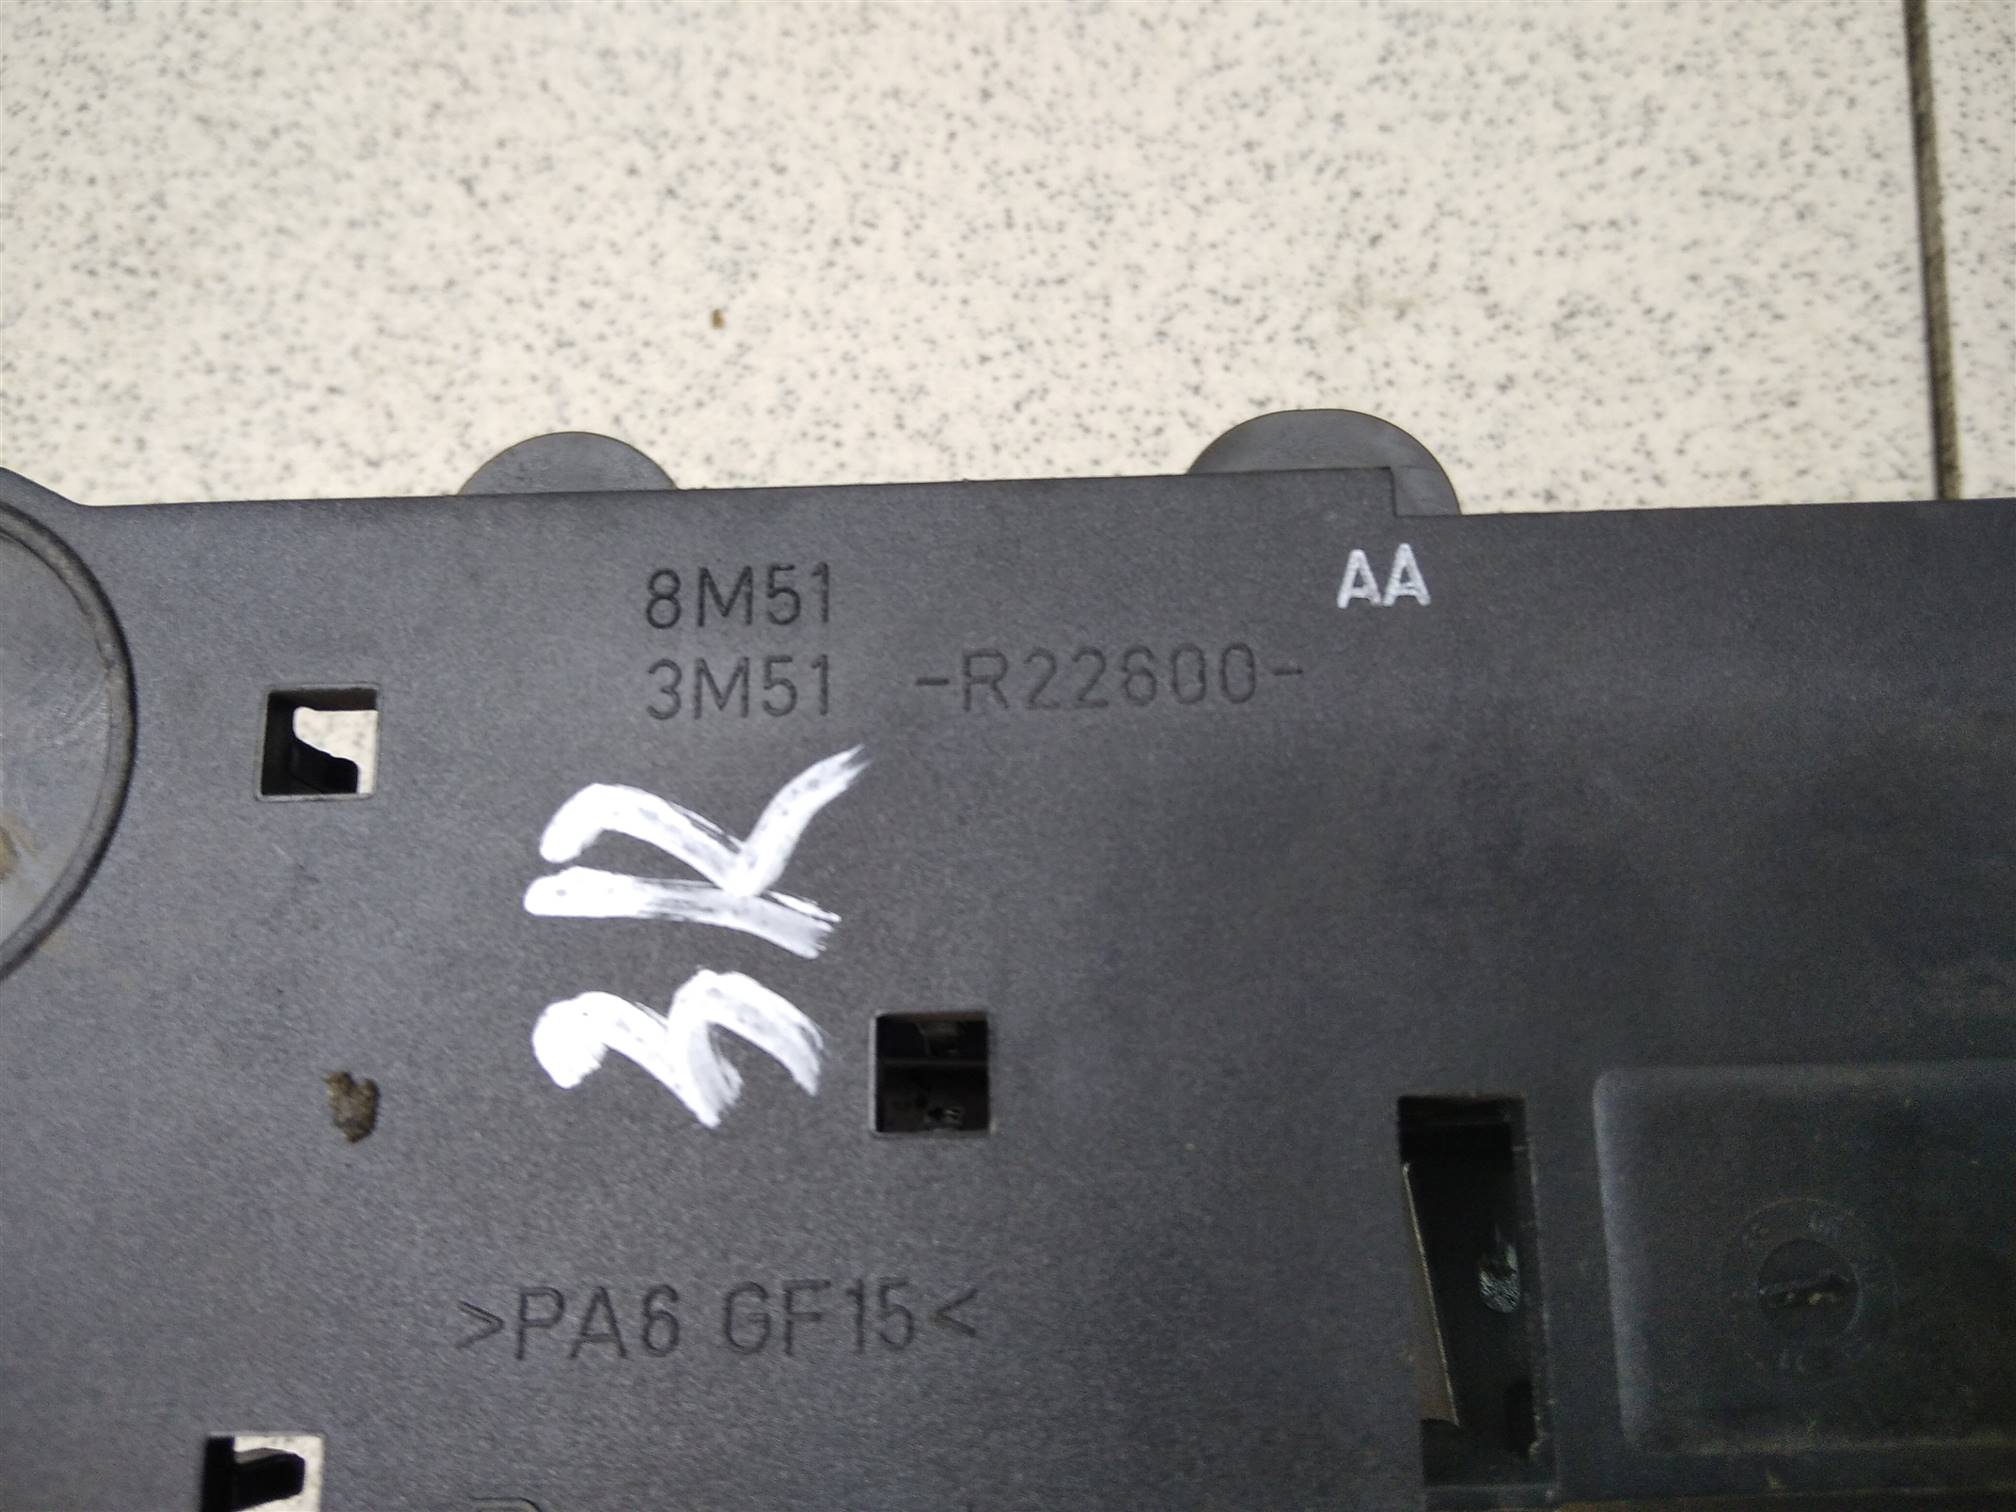 8M51 AA
3M51 -R22600-
ЗК
>PA6 GF15<